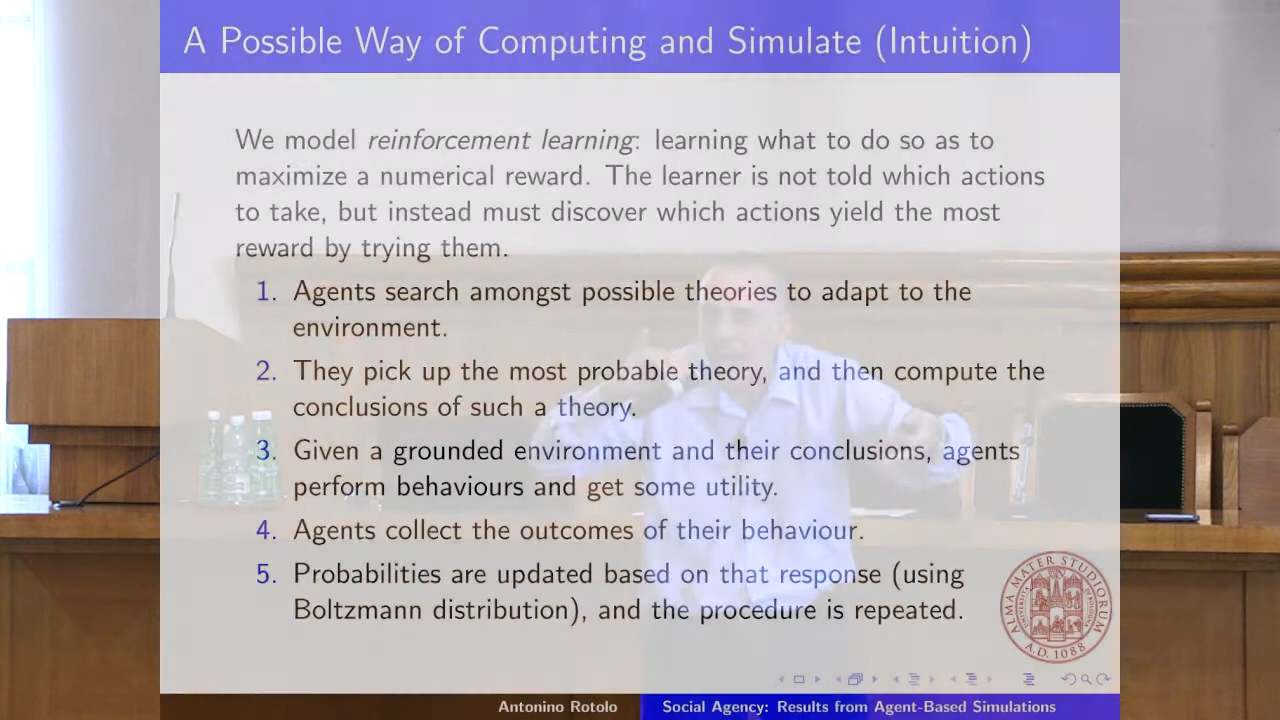 A Possible Way of Computing and Simulate (Intuition)
We model reinforcement learning: learning what to do so as to
maximize a numerical reward. The learner is not told which actions
to take, but instead must discover which actions yield the most
reward by trying them.
1. Agents search amongst possible theories to adapt to the
environment.
2. They pick up the most probable theory, and then compute the
conclusions of such a theory.
3. Given a grounded environment and their conclusions, agents
perform behaviours and get some utility.
4. Agents collect the outcomes of their behaviour.
5. Probabilities are updated based on that response (using
Boltzmann distribution), and the procedure is repeated.
ALMA MATER STUDIORUM
A.D. 1088
Antonino Rotolo
Social Agency: Results from Agent-Based Simulations